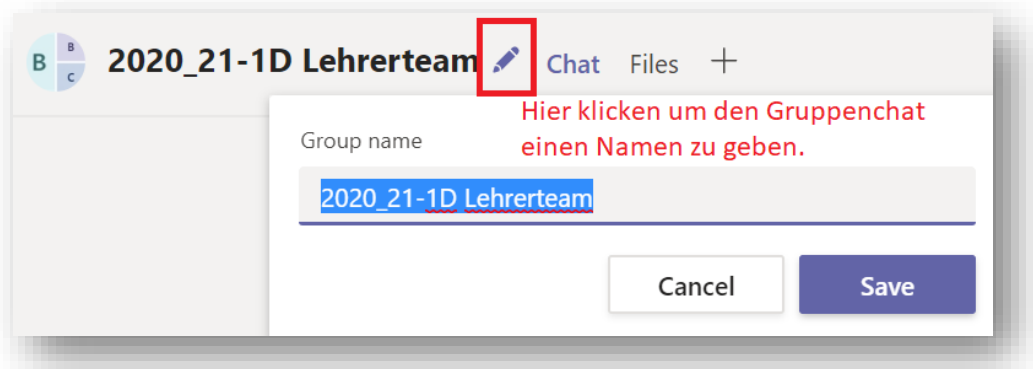 B B C 2020_21-1D Lehrerteam Chat Files +
Hier klicken um den Gruppenchat
einen Namen zu geben.
Group name
2020_21-1D Lehrerteam
Cancel Save